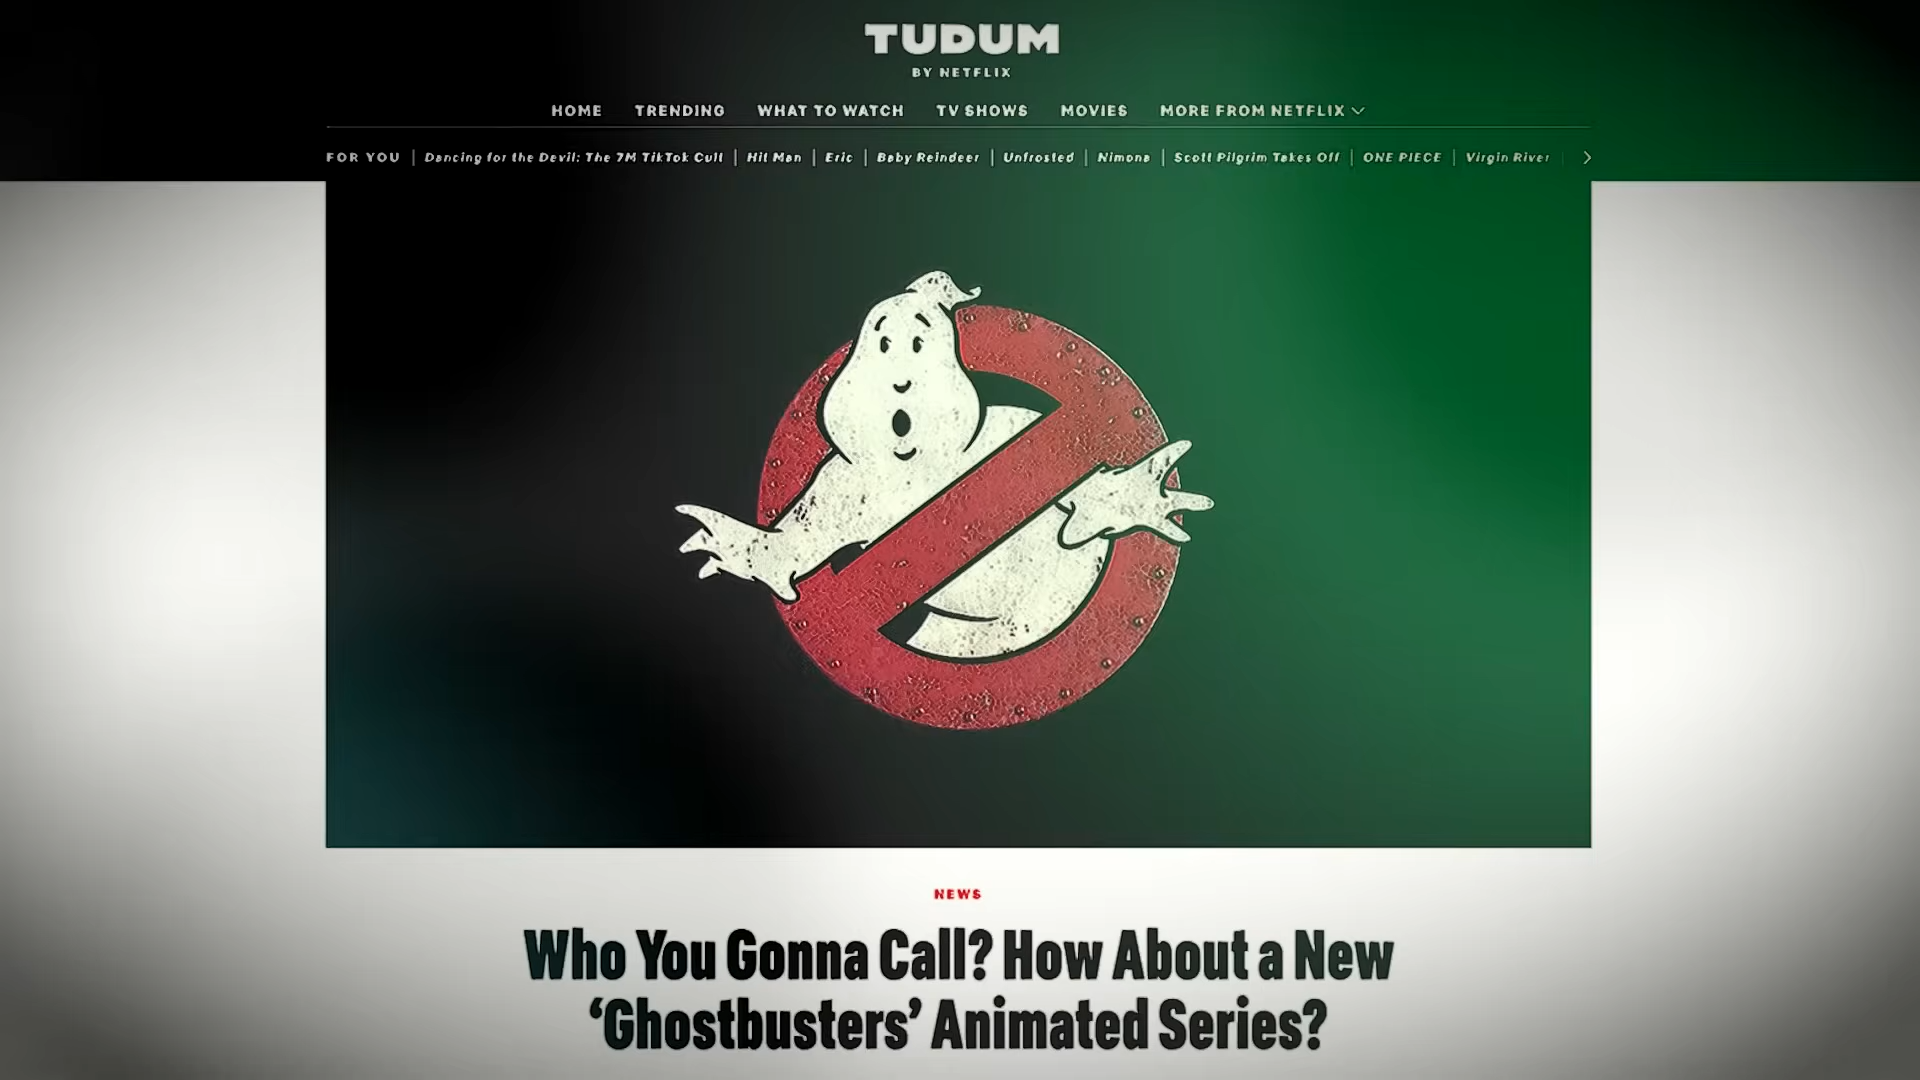 TUDUM
BY NETFLIX
HOME TRENDING WHAT TO WATCH TV SHOWS MOVIES MORE FROM NETFLIX
FOR YOU | Dancing for the Devil: The 7M TikTok Cult | Hit Man | Eric | Baby Reindeer | Unfrosted | Nimona | Scott Pilgrim Takes Off | ONE PIECE | Virgin River
NEWS
Who You Gonna Call? How About a New
‘Ghostbusters’ Animated Series?